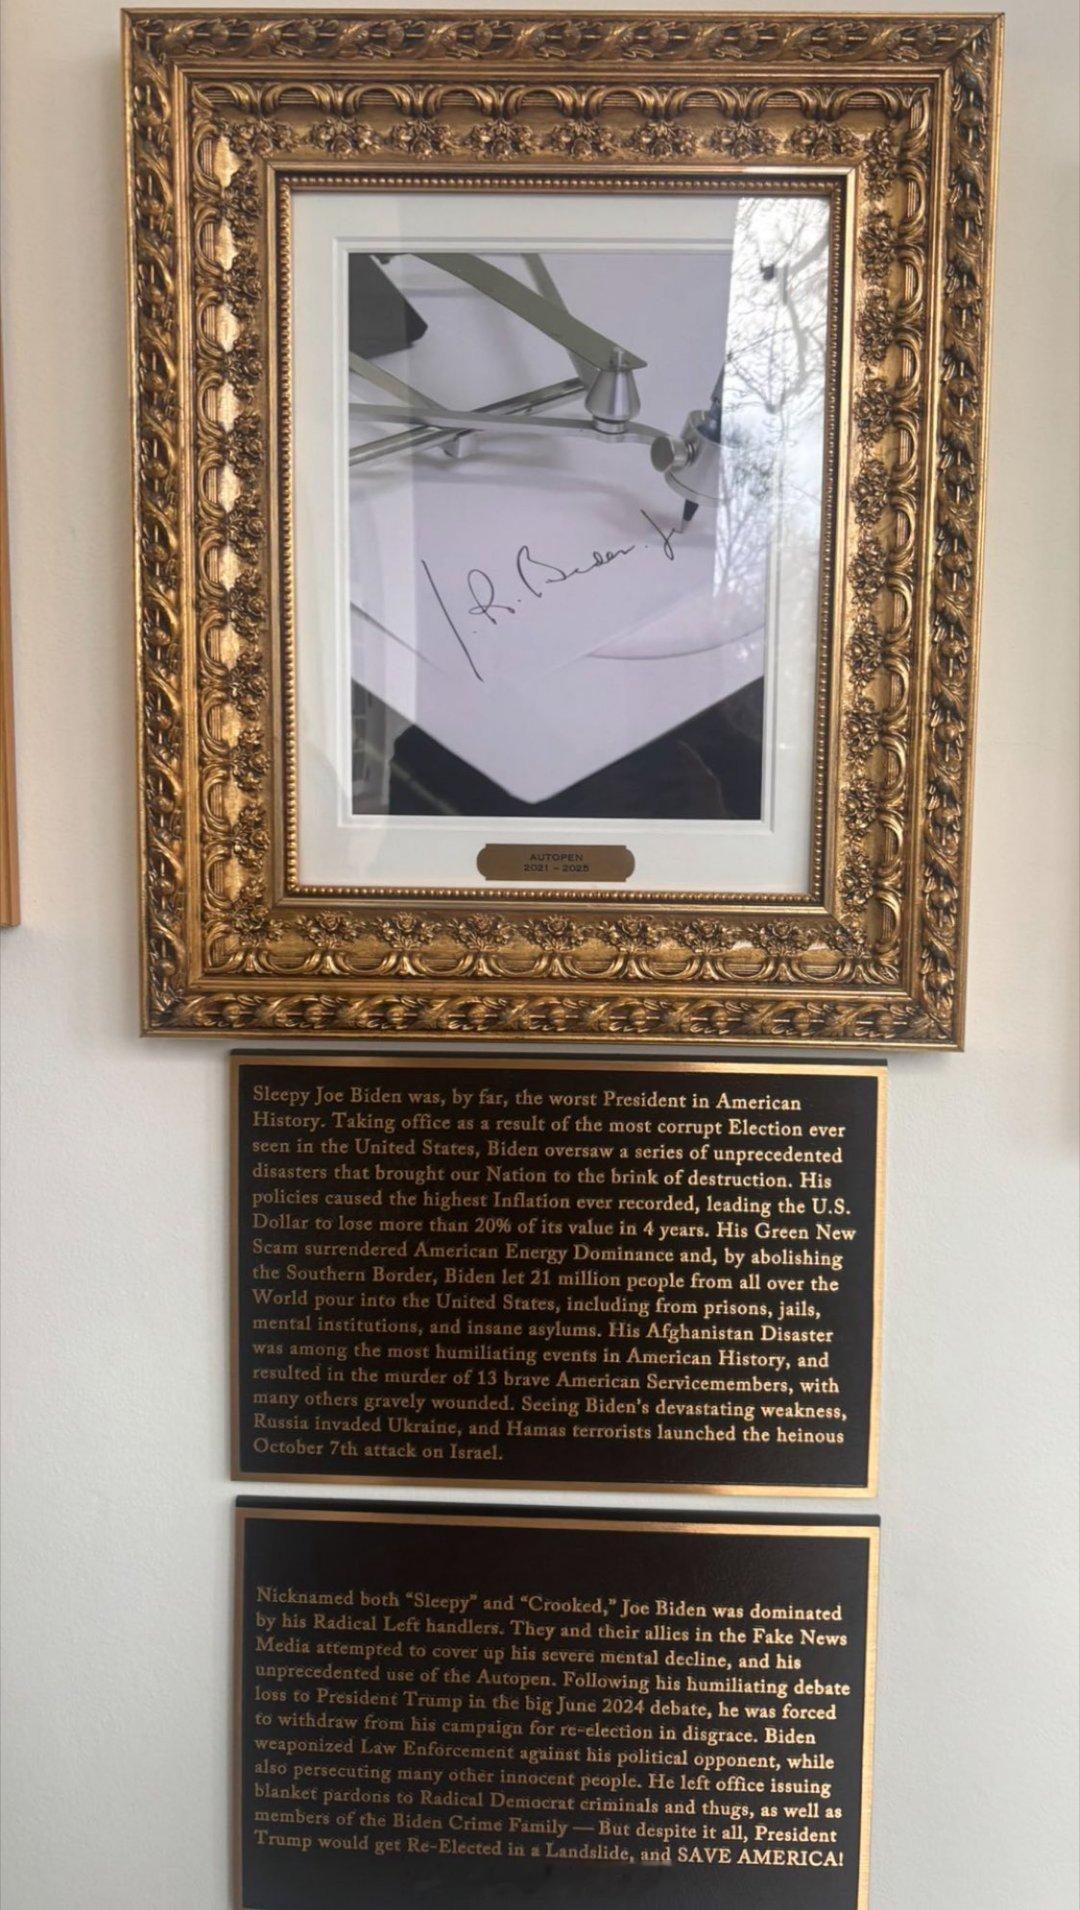 J. R. Biden. Jr
AUTOPEN
2021 – 2025
Sleepy Joe Biden was, by far, the worst President in American
History. Taking office as a result of the most corrupt Election ever
seen in the United States, Biden oversaw a series of unprecedented
disasters that brought our Nation to the brink of destruction. His
policies caused the highest Inflation ever recorded, leading the U.S.
Dollar to lose more than 20% of its value in 4 years. His Green New
Scam surrendered American Energy Dominance and, by abolishing
the Southern Border, Biden let 21 million people from all over the
World pour into the United States, including from prisons, jails,
mental institutions, and insane asylums. His Afghanistan Disaster
was among the most humiliating events in American History, and
resulted in the murder of 13 brave American Servicemembers, with
many others gravely wounded. Seeing Biden's devastating weakness,
Russia invaded Ukraine, and Hamas terrorists launched the heinous
October 7th attack on Israel.
Nicknamed both “Sleepy” and “Crooked,” Joe Biden was dominated
by his Radical Left handlers. They and their allies in the Fake News
Media attempted to cover up his severe mental decline, and his
unprecedented use of the Autopen. Following his humiliating debate
loss to President Trump in the big June 2024 debate, he was forced
to withdraw from his campaign for re-election in disgrace. Biden
weaponized Law Enforcement against his political opponent, while
also persecuting many other innocent people. He left office issuing
blanket pardons to Radical Democrat criminals and thugs, as well as
members of the Biden Crime Family — But despite it all, President
Trump would get Re-Elected in a Landslide, and SAVE AMERICA!